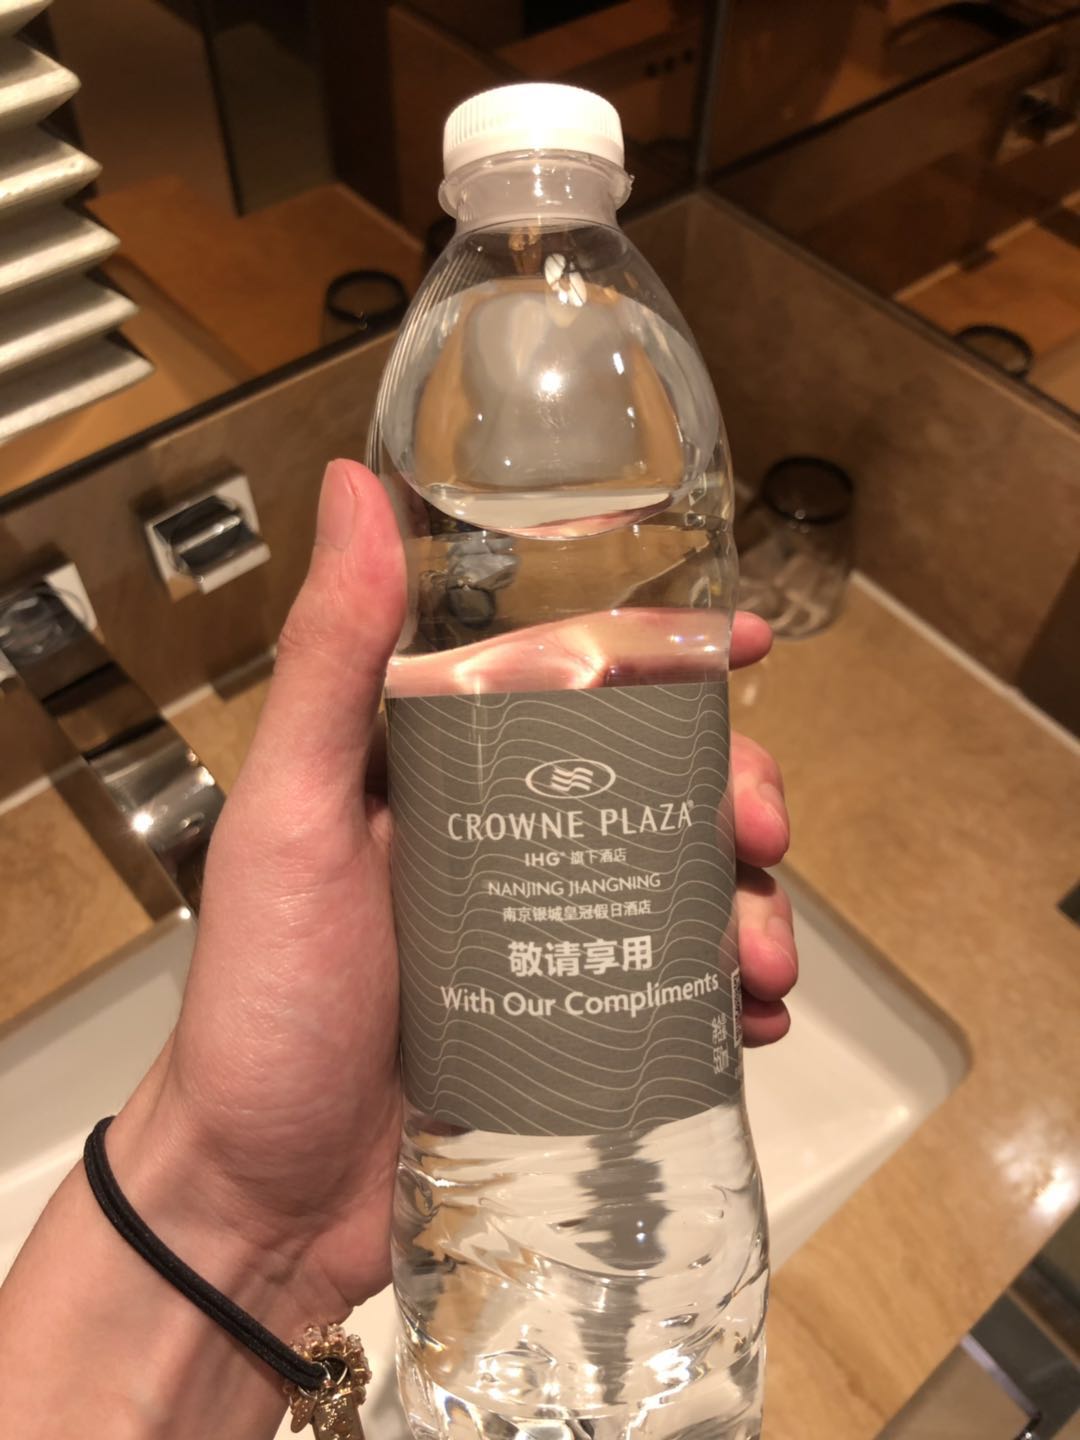 CROWNE PLAZA®
IHG® 旗下酒店
NANJING JIANGNING
南京银城皇冠假日酒店
敬请享用
With Our Compliments
550ml